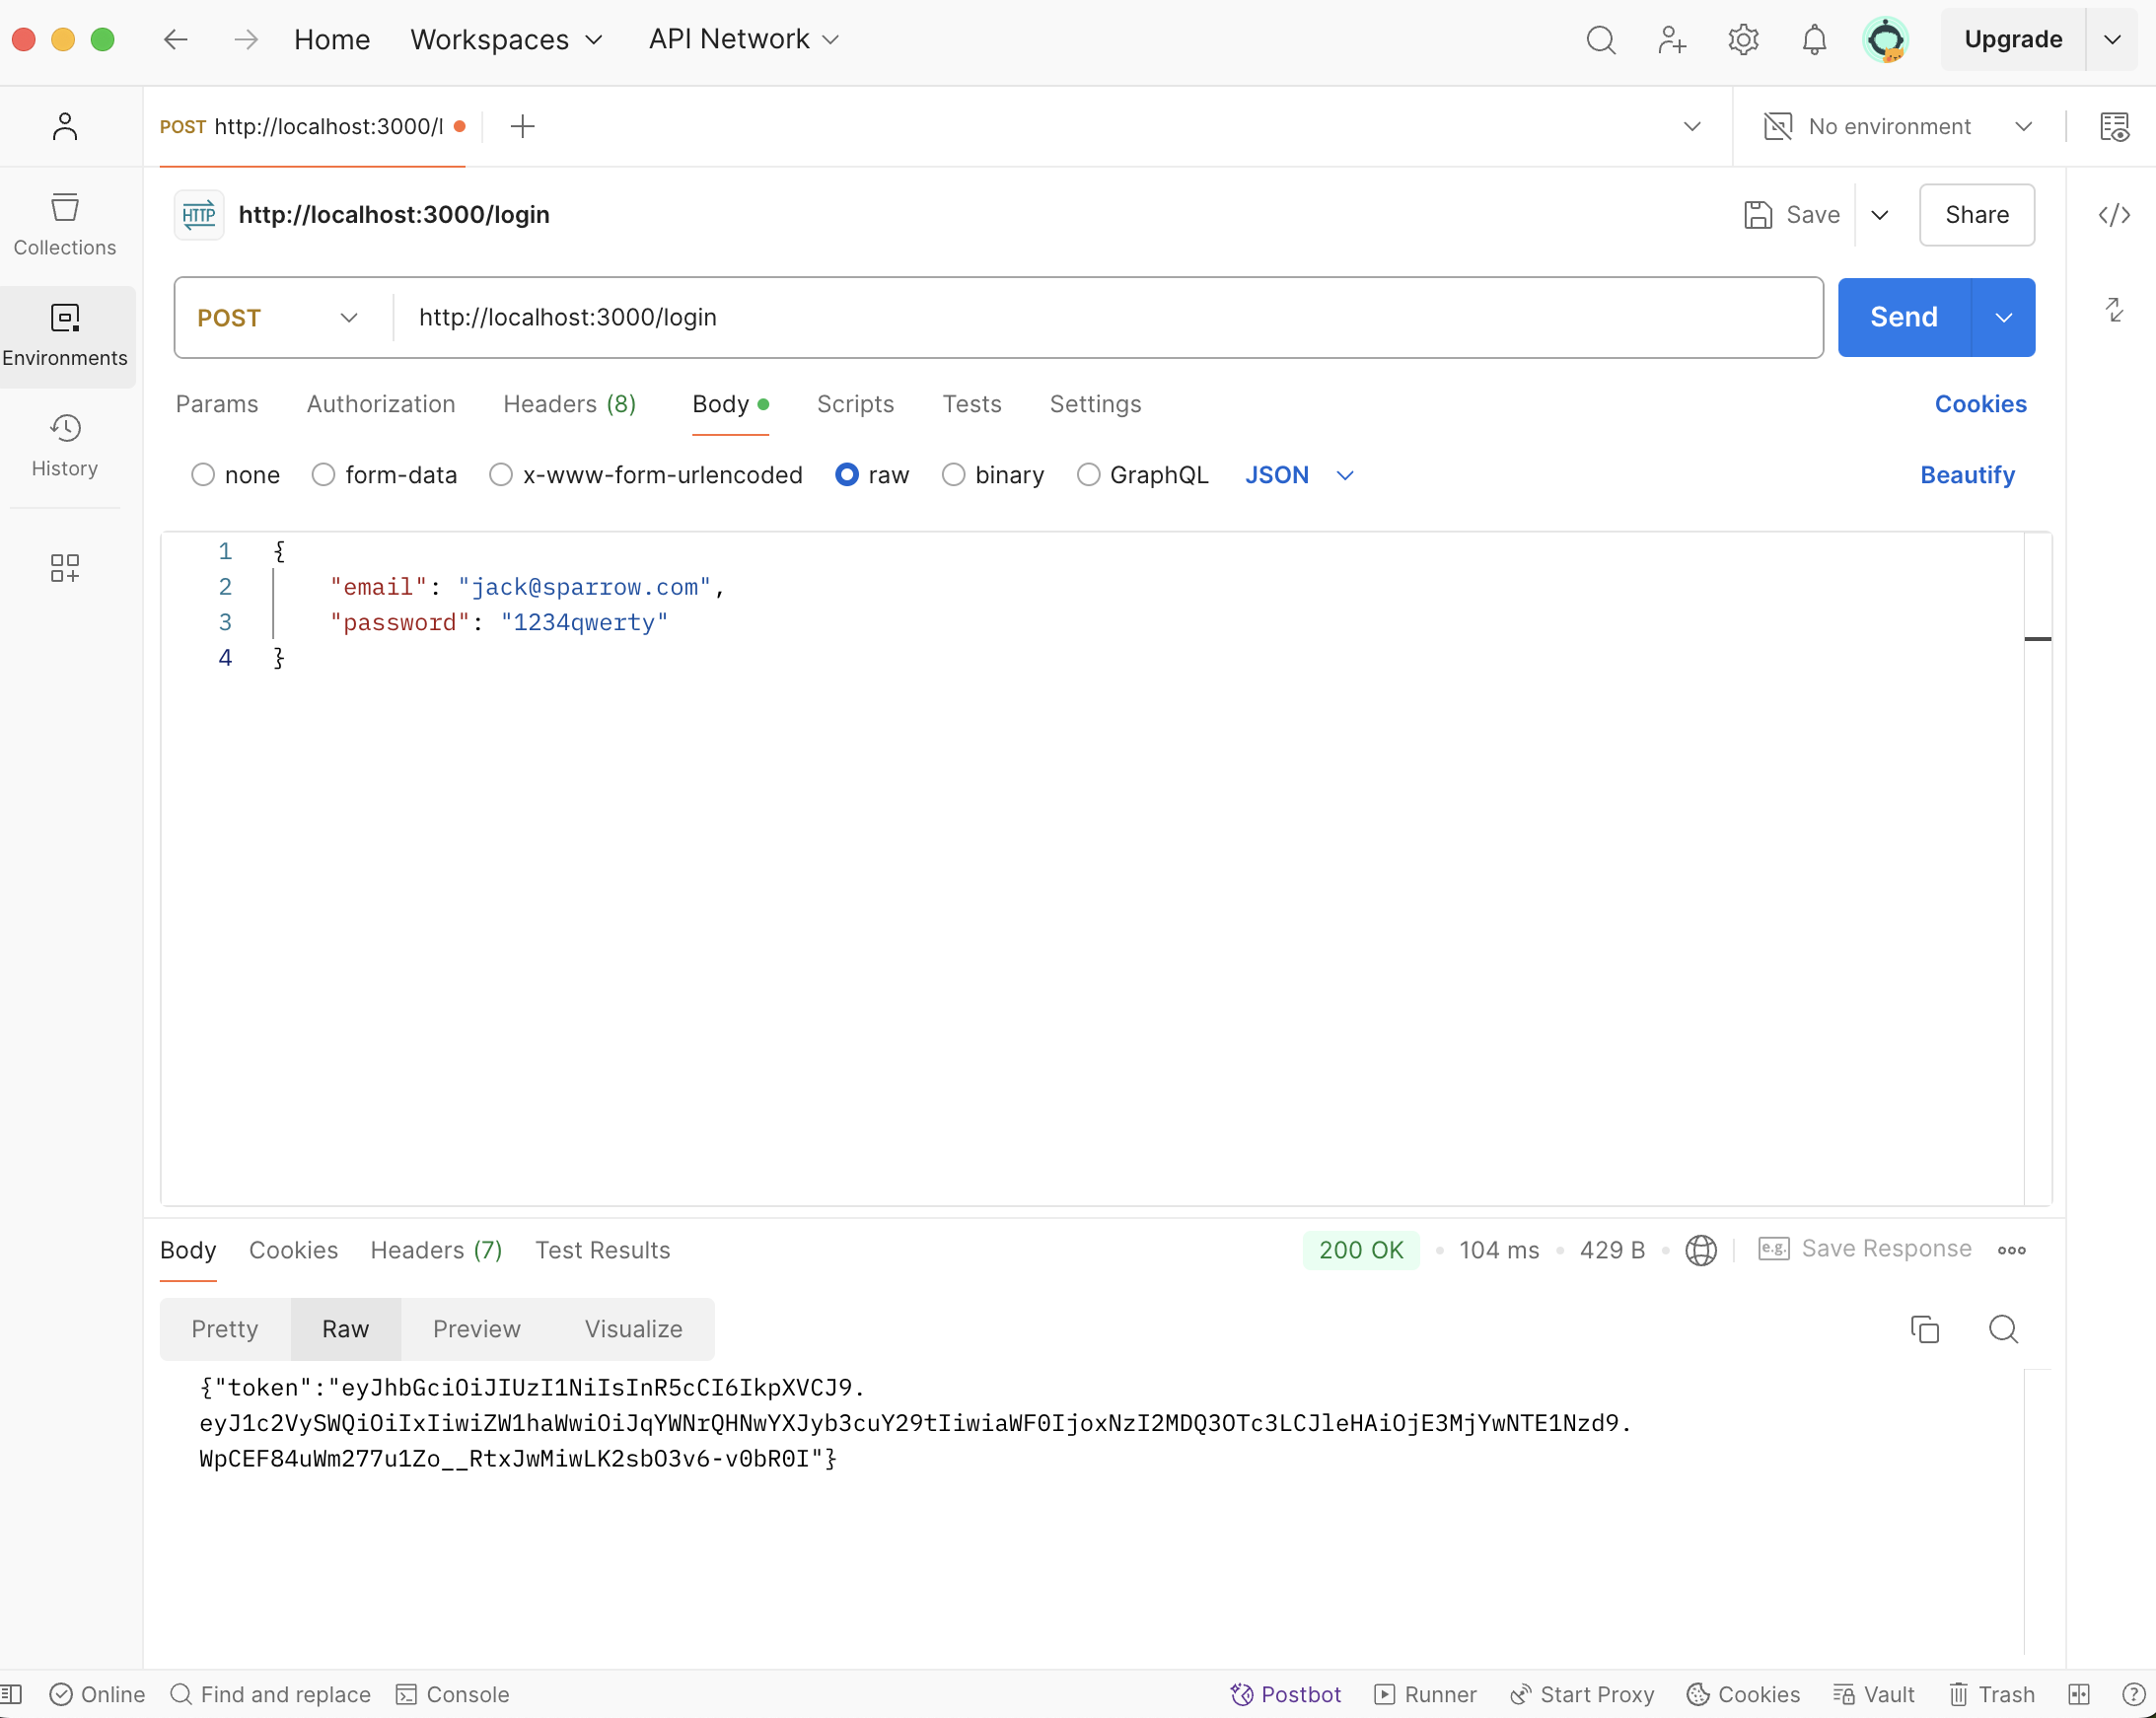 Home Workspaces API Network Upgrade
POST http://localhost:3000/l No environment
HTTP http://localhost:3000/login Save Share
Collections
POST http://localhost:3000/login Send
Environments
Params Authorization Headers (8) Body Scripts Tests Settings Cookies
History
none form-data x-www-form-urlencoded raw binary GraphQL JSON Beautify
1 {
2 "email": "jack@sparrow.com",
3 "password": "1234qwerty"
4 }
Body Cookies Headers (7) Test Results 200 OK 104 ms 429 B e.g. Save Response
Pretty Raw Preview Visualize
{"token":"eyJhbGciOiJIUzI1NiIsInR5cCI6IkpXVCJ9.
eyJ1c2VySWQiOiIxIiwiZW1haWwiOiJqYWNrQHNwYXJyb3cuY29tIiwiaWF0IjoxNzI2MDQ3OTc3LCJleHAiOjE3MjYwNTE1Nzd9.
WpCEF84uWm277u1Zo__RtxJwMiwLK2sbO3v6-v0bR0I"}
Online Find and replace Console Postbot Runner Start Proxy Cookies Vault Trash